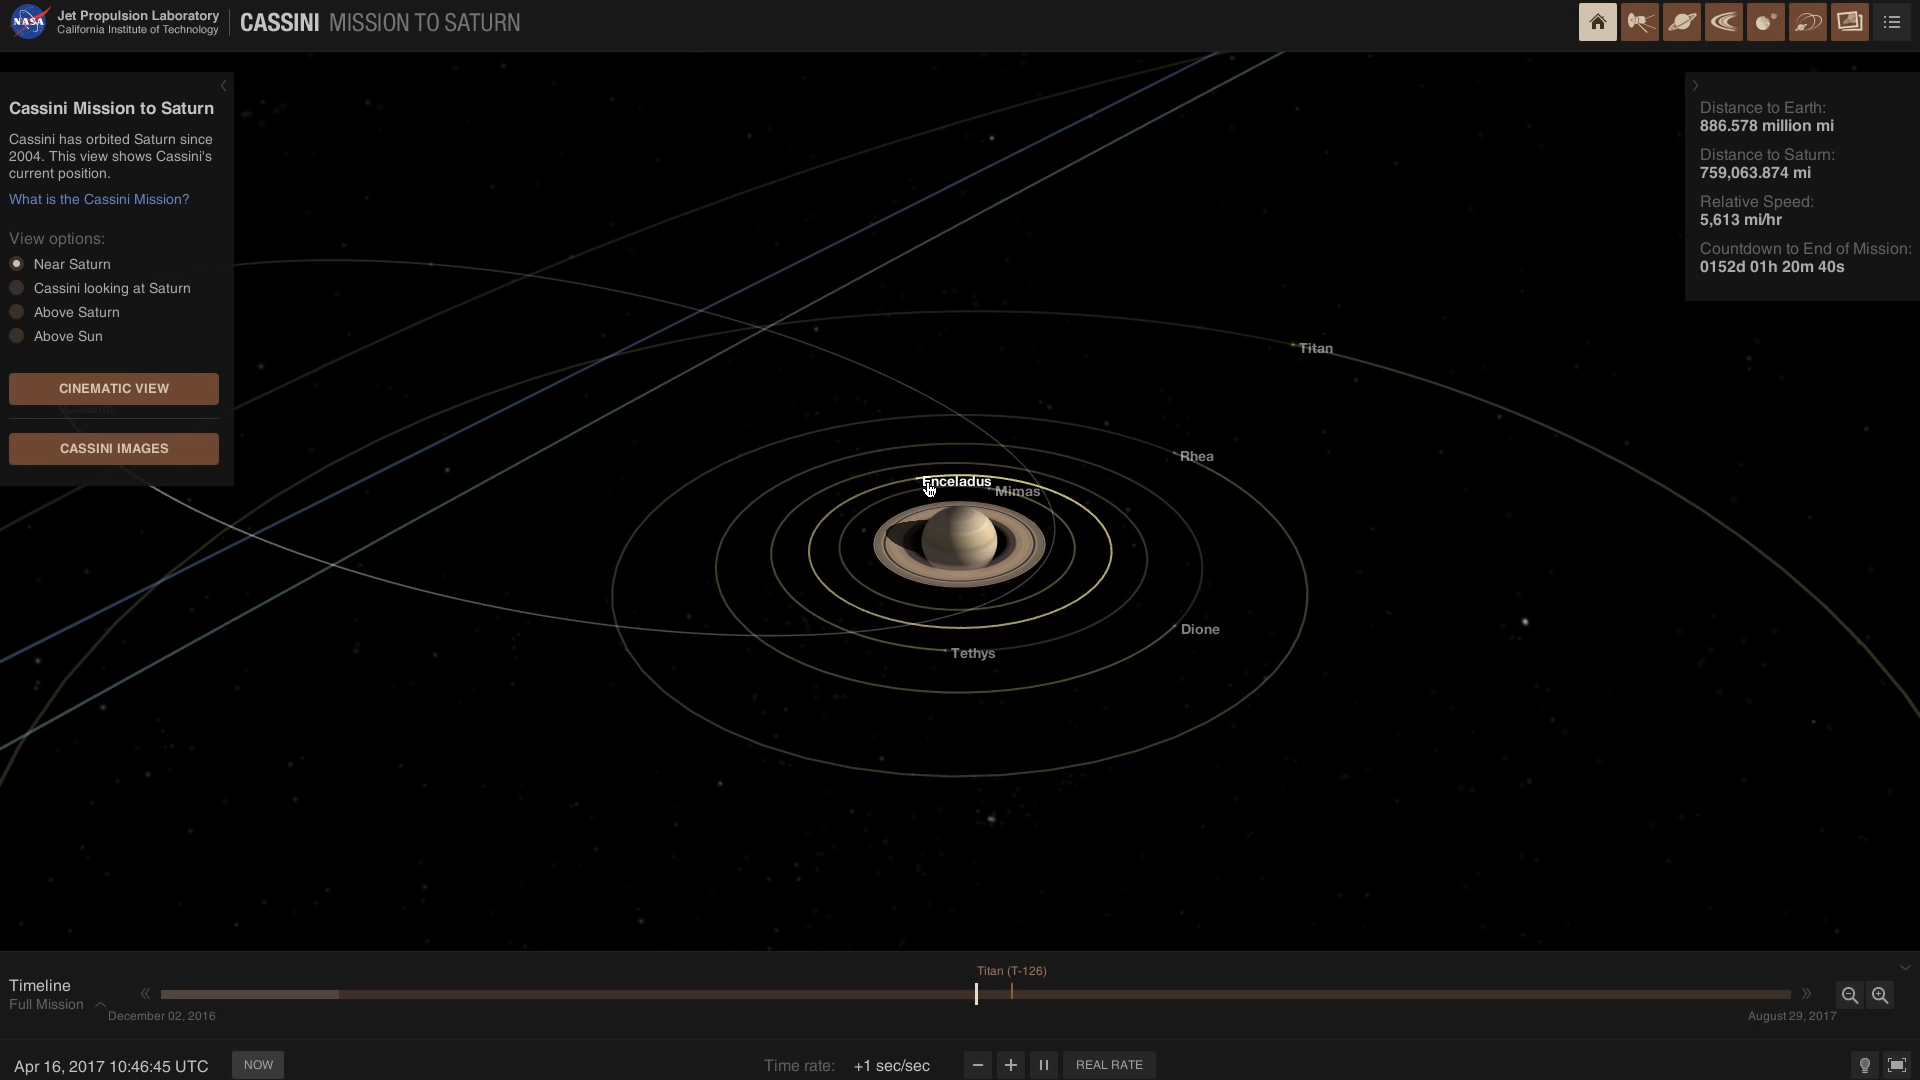 NASA
Jet Propulsion Laboratory
California Institute of Technology
CASSINI MISSION TO SATURN
Cassini Mission to Saturn
Cassini has orbited Saturn since
2004. This view shows Cassini's
current position.
What is the Cassini Mission?
View options:
Near Saturn
Cassini looking at Saturn
Above Saturn
Above Sun
CINEMATIC VIEW
Cassini
CASSINI IMAGES
Distance to Earth:
886.578 million mi
Distance to Saturn:
759,063.874 mi
Relative Speed:
5,613 mi/hr
Countdown to End of Mission:
0152d 01h 20m 40s
Titan
Rhea
Enceladus
Mimas
Dione
Tethys
Titan (T-126)
Timeline
Full Mission
December 02, 2016
August 29, 2017
Apr 16, 2017 10:46:45 UTC
NOW
Time rate: +1 sec/sec
REAL RATE